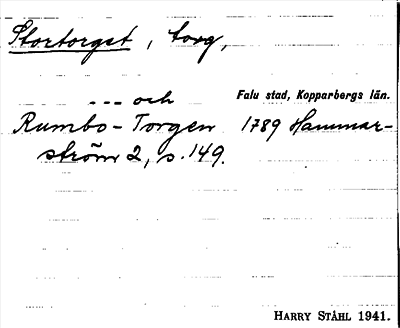 Stortorget, torg,
Falu stad, Kopparbergs län.
--- och
Rumbo-Torgen 1789 Hammar-
ström 2, s. 149.
HARRY STÅHL 1941.